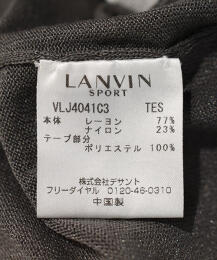 LANVIN
SPORT
VLJ4041C3 TES
本体 レーヨン 77%
ナイロン 23%
テープ部分
ポリエステル 100%
株式会社デサント
フリーダイヤル 0120-46-0310
中国製